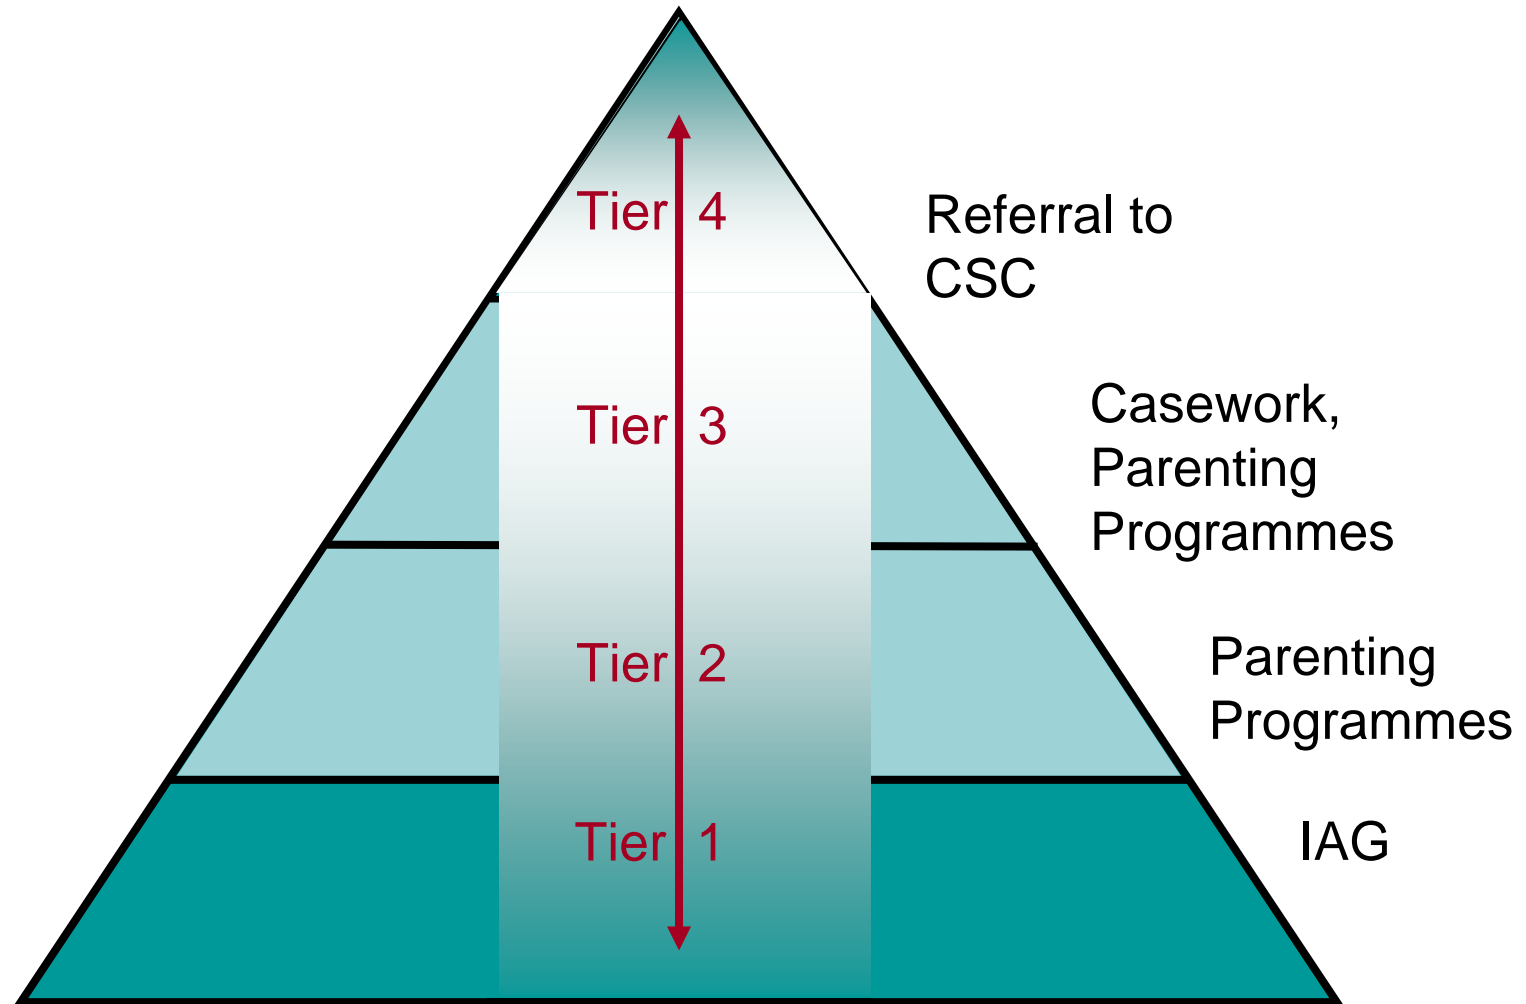 Tier 4
Referral to
CSC
Tier 3
Casework,
Parenting
Programmes
Tier 2
Parenting
Programmes
Tier 1
IAG